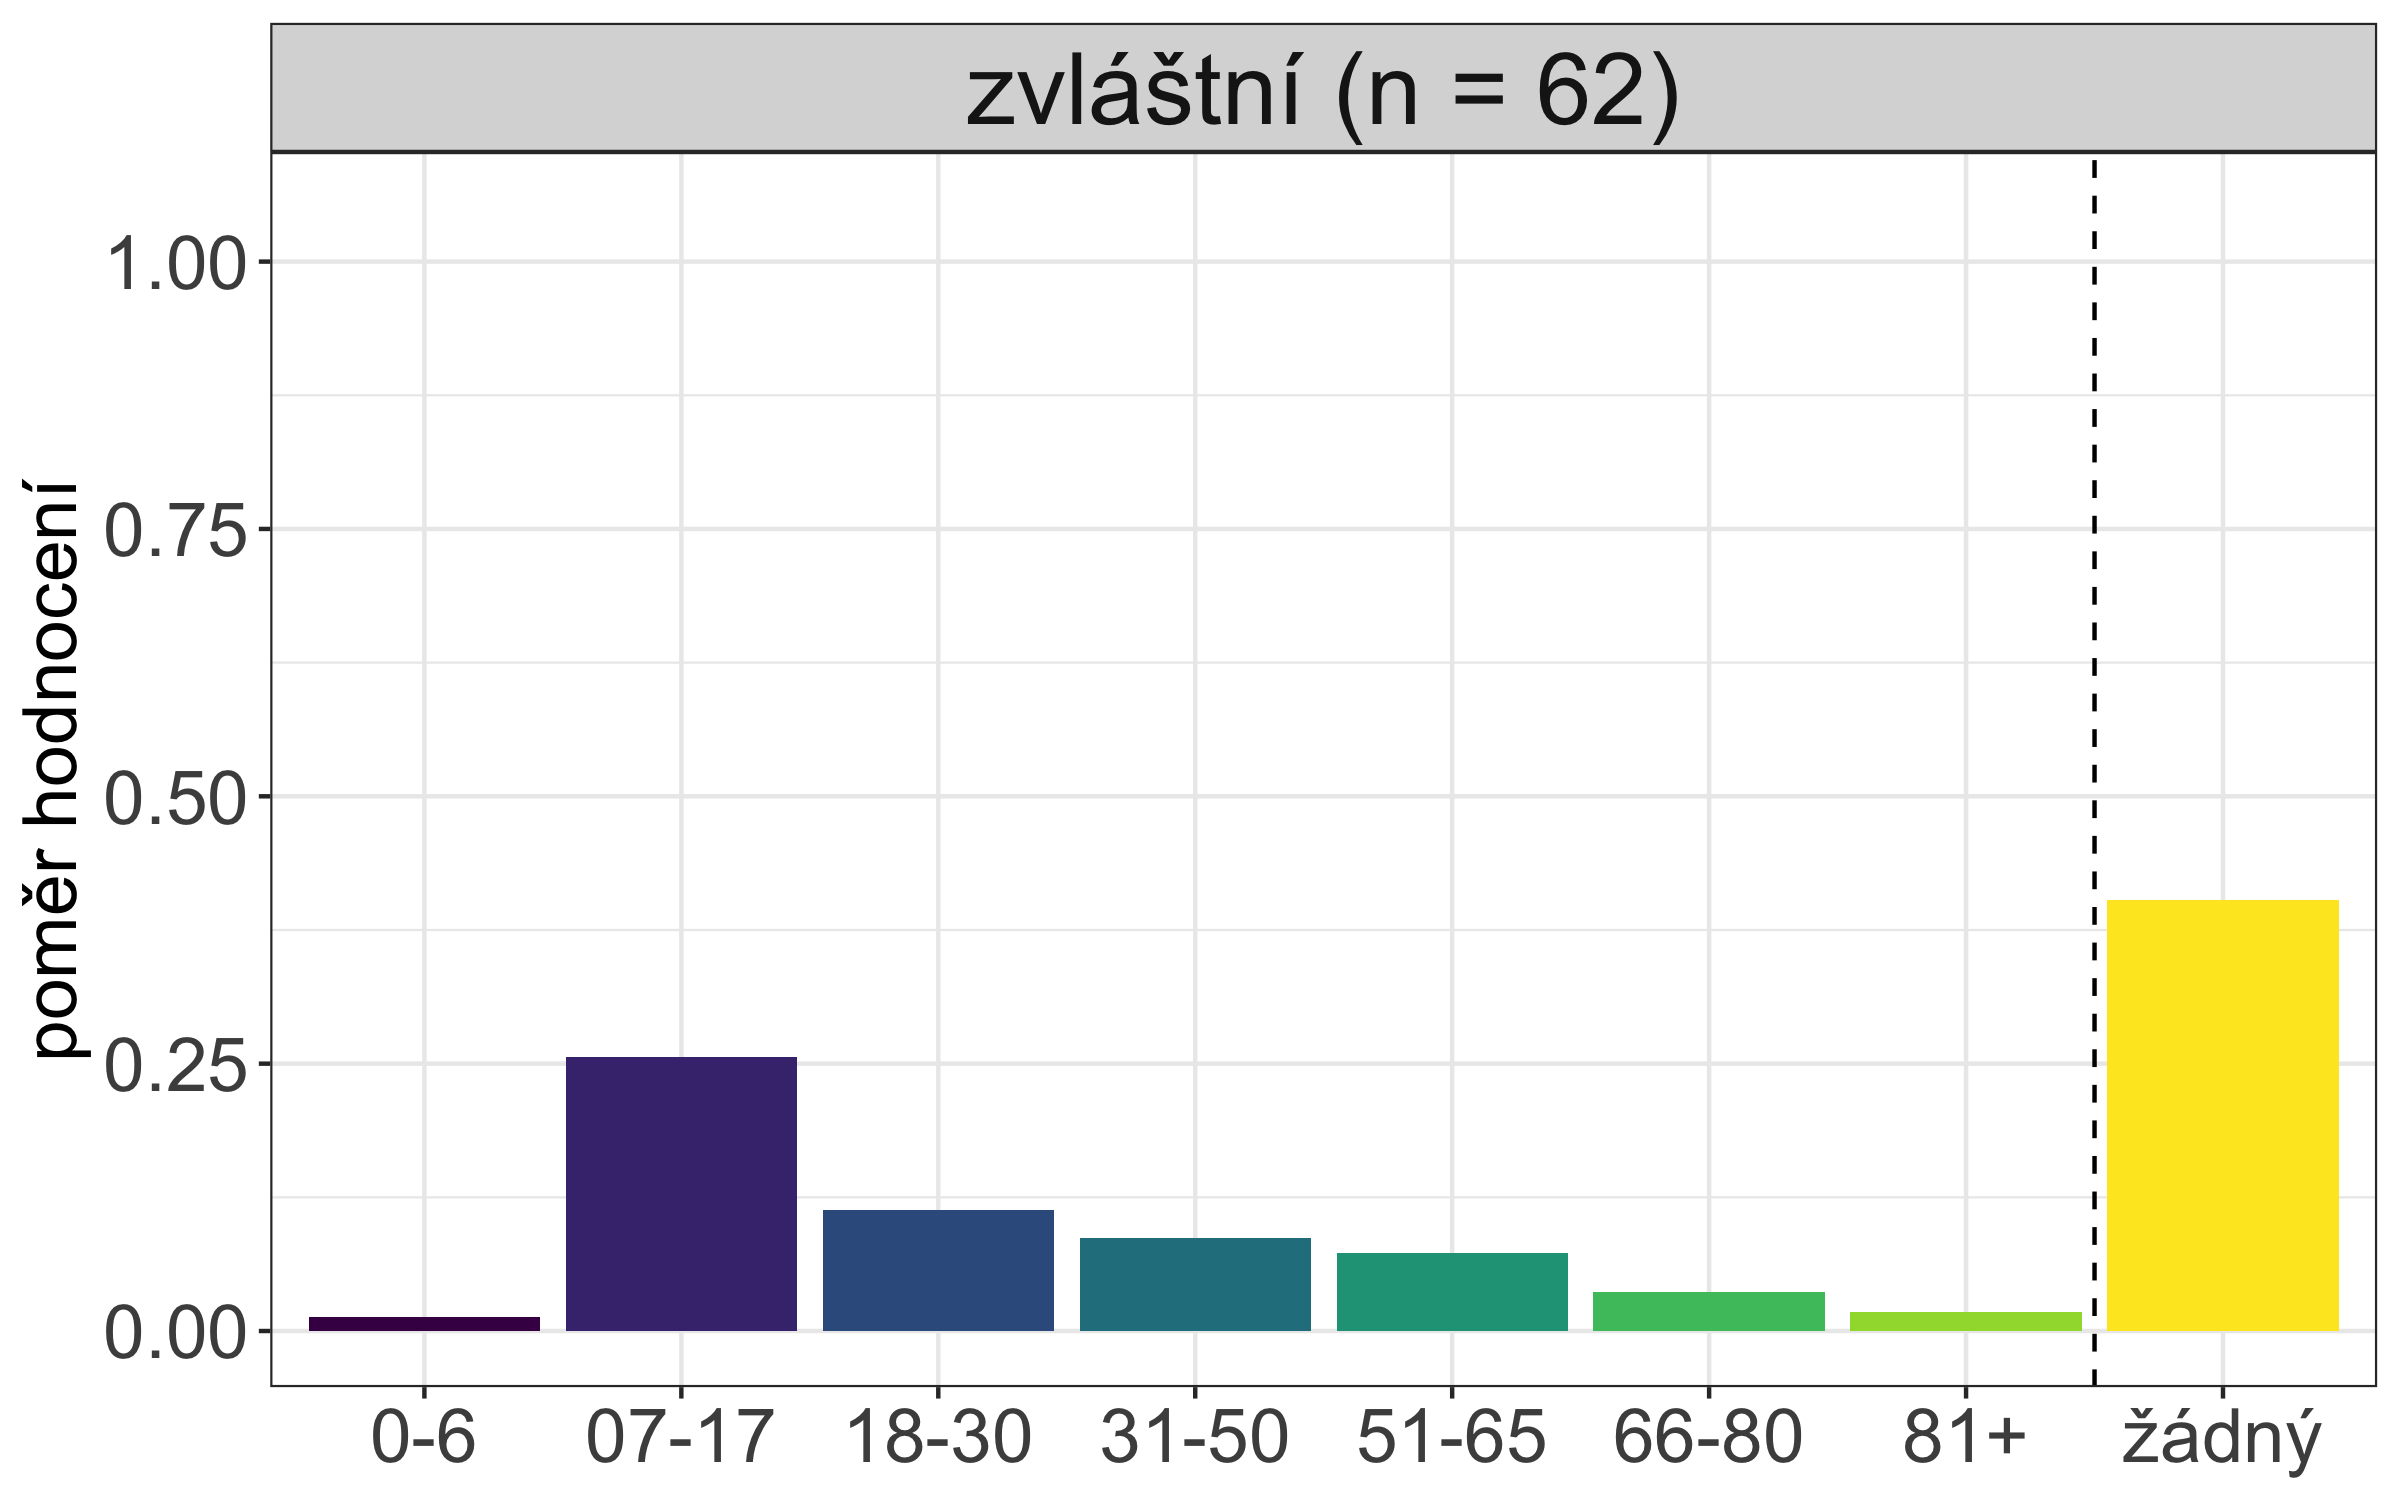 zvláštní (n = 62)
poměr hodnocení
1.00
0.75
0.50
0.25
0.00
0-6 07-17 18-30 31-50 51-65 66-80 81+ žádný